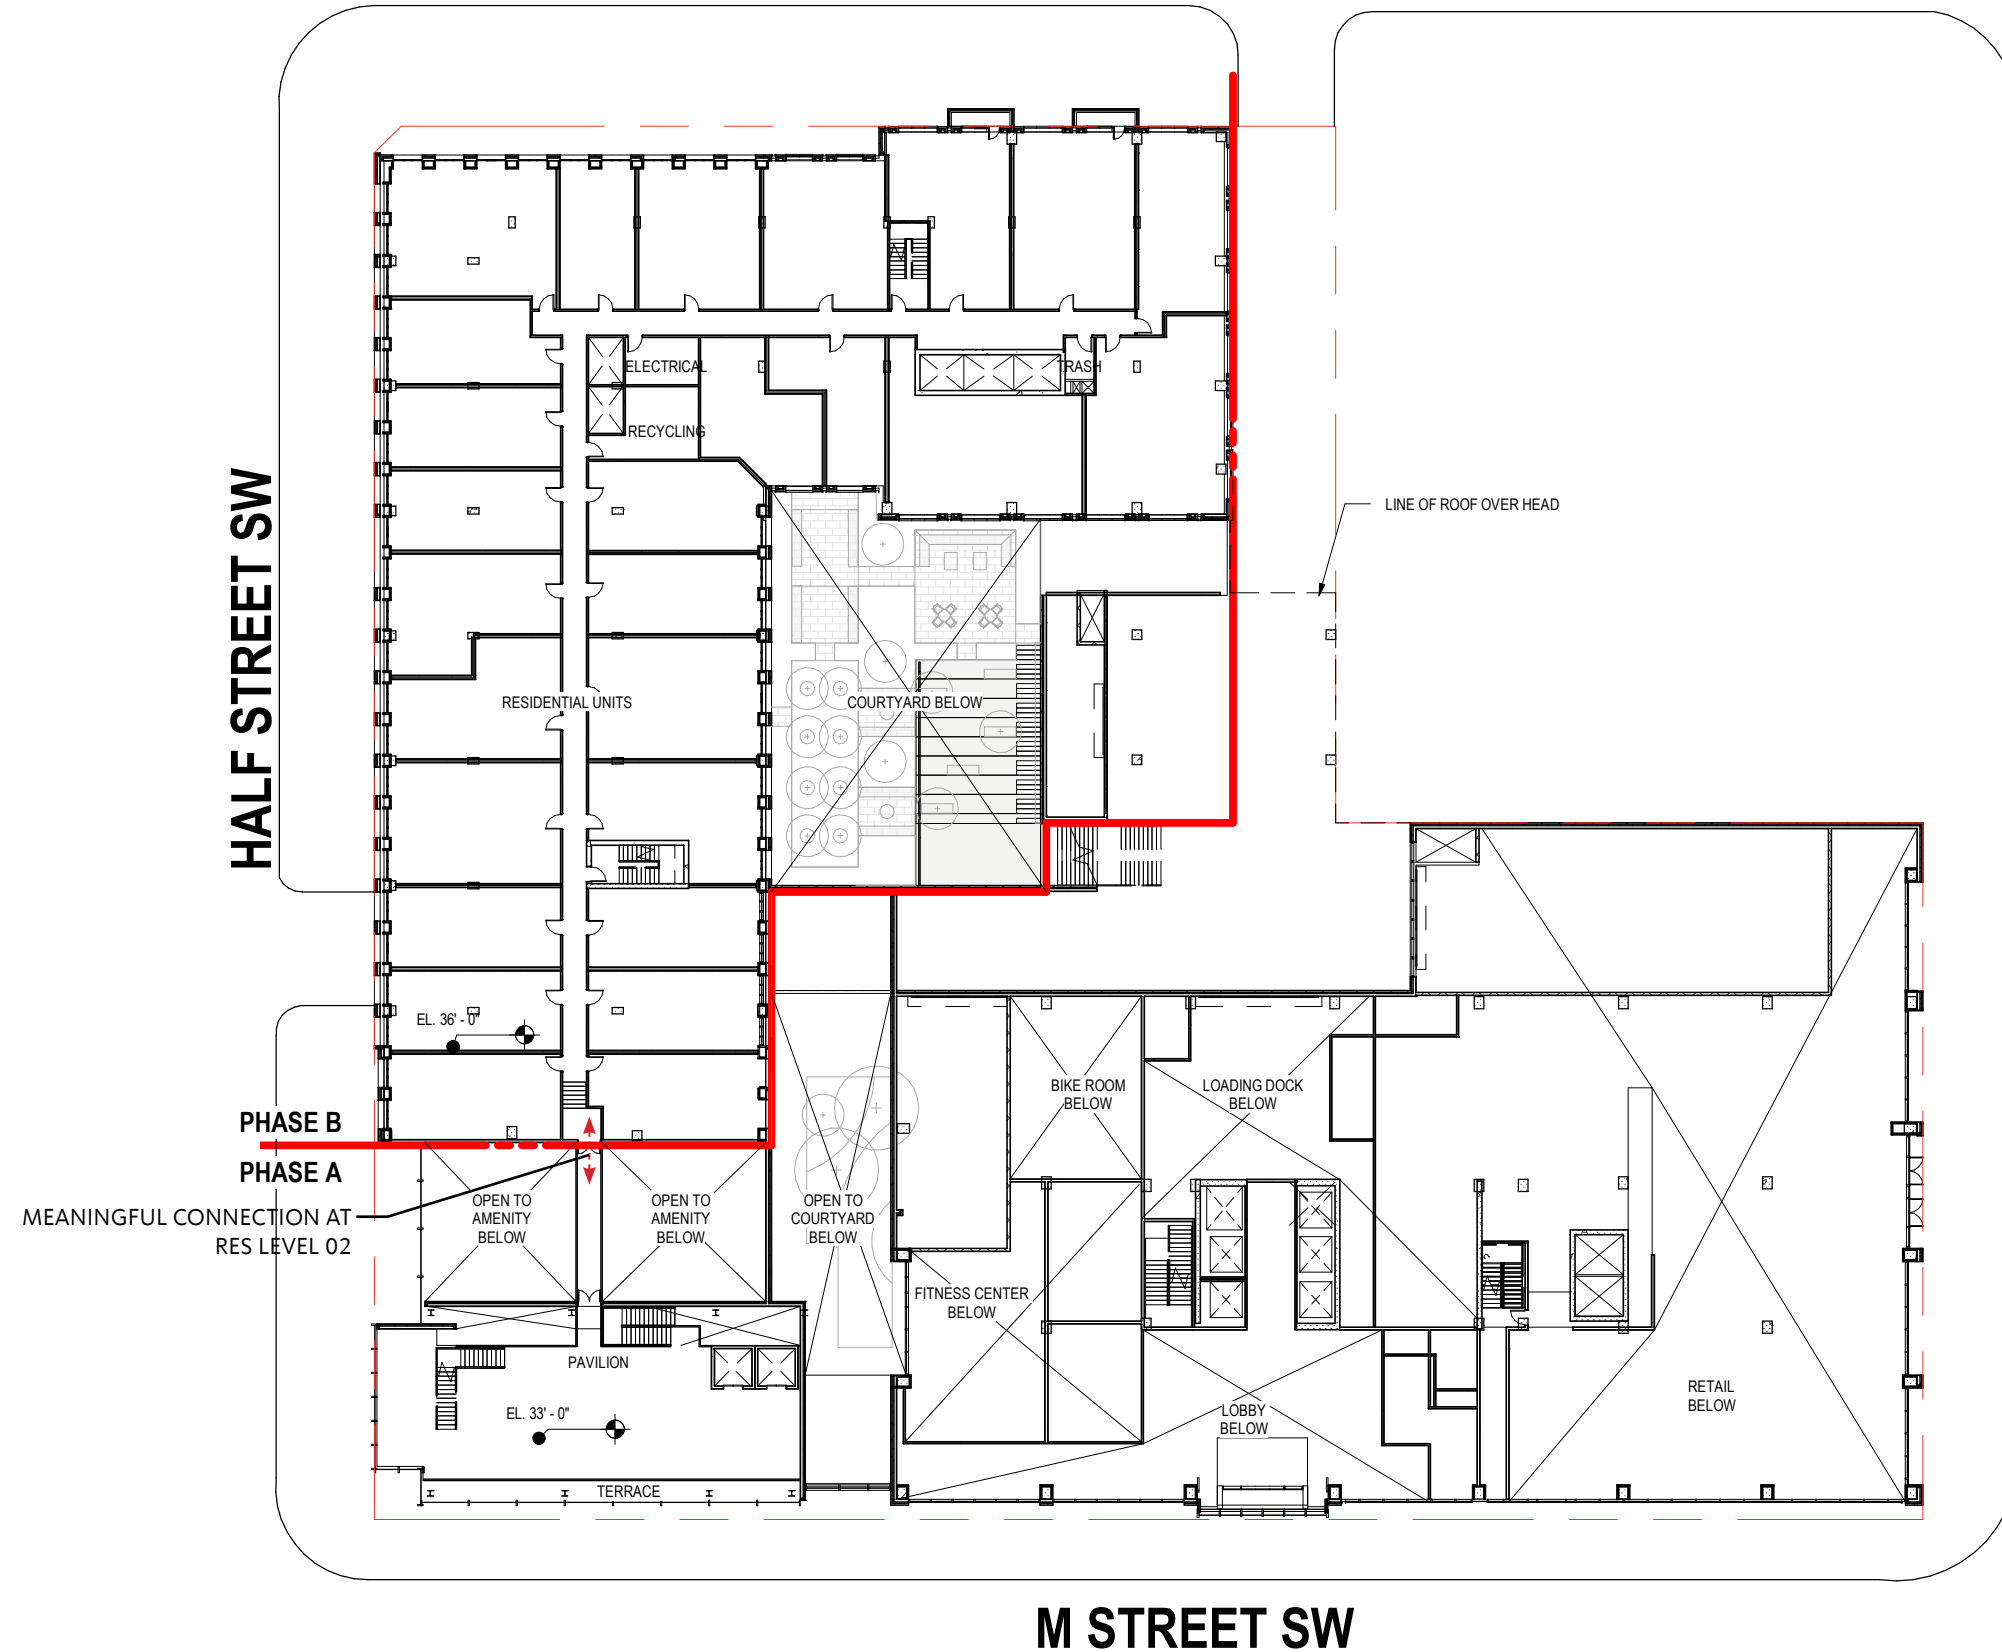 LINE OF ROOF OVER HEAD
ELECTRICAL
TRASH
RECYCLING
HALF STREET SW
RESIDENTIAL UNITS
COURTYARD BELOW
EL. 36' - 0"
PHASE B
PHASE A
MEANINGFUL CONNECTION AT
RES LEVEL 02
OPEN TO
AMENITY
BELOW
OPEN TO
AMENITY
BELOW
OPEN TO
COURTYARD
BELOW
BIKE ROOM
BELOW
LOADING DOCK
BELOW
FITNESS CENTER
BELOW
PAVILION
EL. 33' - 0"
TERRACE
LOBBY
BELOW
RETAIL
BELOW
M STREET SW